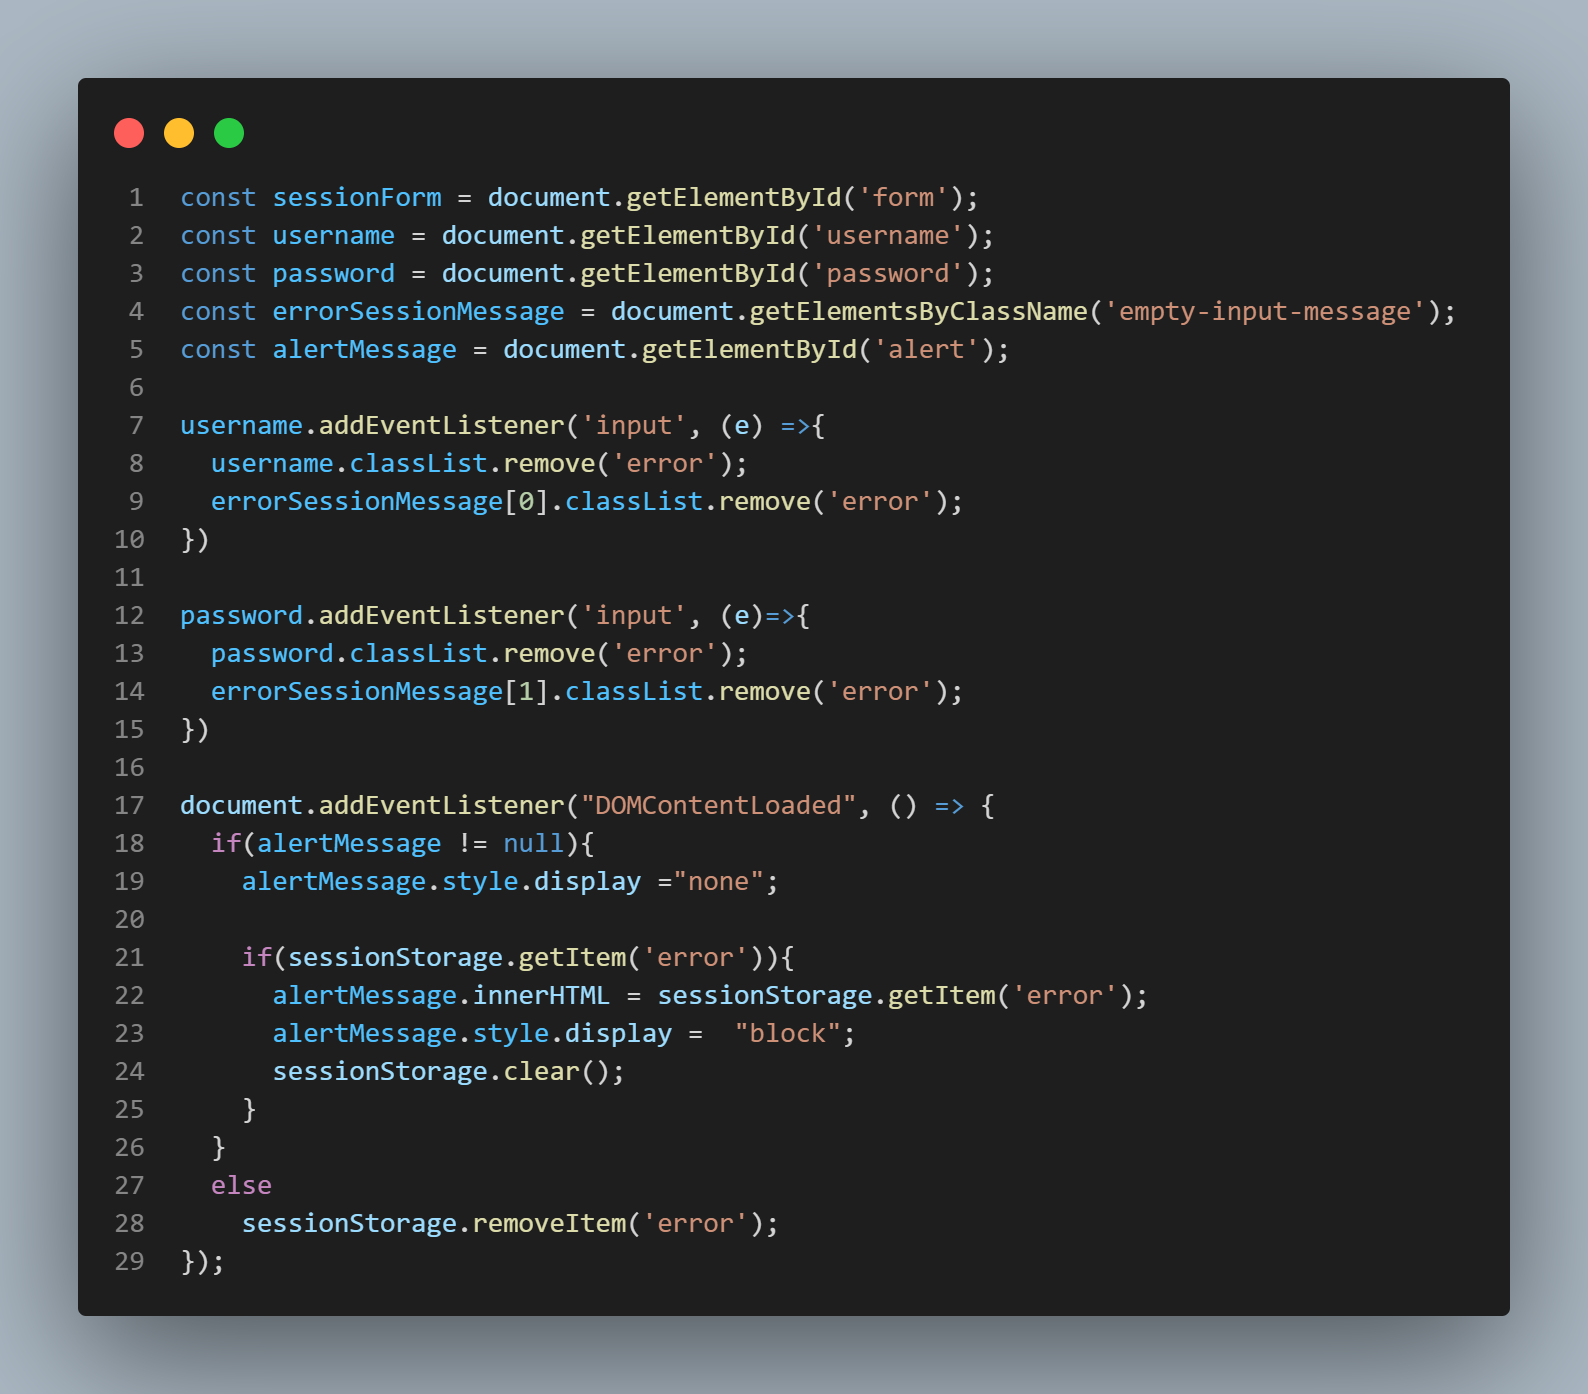 1 const sessionForm = document.getElementById('form');
2 const username = document.getElementById('username');
3 const password = document.getElementById('password');
4 const errorSessionMessage = document.getElementsByClassName('empty-input-message');
5 const alertMessage = document.getElementById('alert');
6
7 username.addEventListener('input', (e) =>{
8   username.classList.remove('error');
9   errorSessionMessage[0].classList.remove('error');
10 })
11
12 password.addEventListener('input', (e)=>{
13   password.classList.remove('error');
14   errorSessionMessage[1].classList.remove('error');
15 })
16
17 document.addEventListener("DOMContentLoaded", () => {
18   if(alertMessage != null){
19     alertMessage.style.display ="none";
20
21     if(sessionStorage.getItem('error')){
22       alertMessage.innerHTML = sessionStorage.getItem('error');
23       alertMessage.style.display =  "block";
24       sessionStorage.clear();
25     }
26   }
27   else
28     sessionStorage.removeItem('error');
29 });